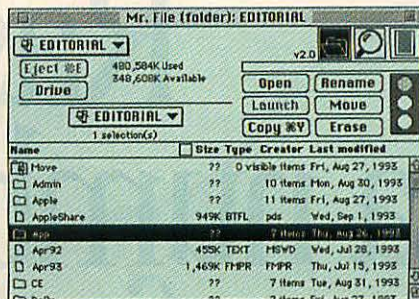 Mr. File (folder): EDITORIAL
EDITORIAL
v2.0
Eject ⌘E
480,584K Used
348,608K Available
Drive
Open
Rename
EDITORIAL
Launch
Move
1 selection(s)
Copy ⌘Y
Erase
Name Size Type Creator Last modified
Move ?? 0 visible items Fri, Aug 27, 1993
Admin ?? 10 items Mon, Aug 30, 1993
Apple ?? 11 items Fri, Aug 27, 1993
AppleShare 949K BTFL pds Wed, Sep 1, 1993
App ?? 7 items Thu, Aug 26, 1993
Apr92 455K TEXT MSWD Wed, Jul 28, 1993
Apr93 1,469K FMPR FMPR Thu, Jul 15, 1993
CE ?? 7 items Tue, Aug 31, 1993